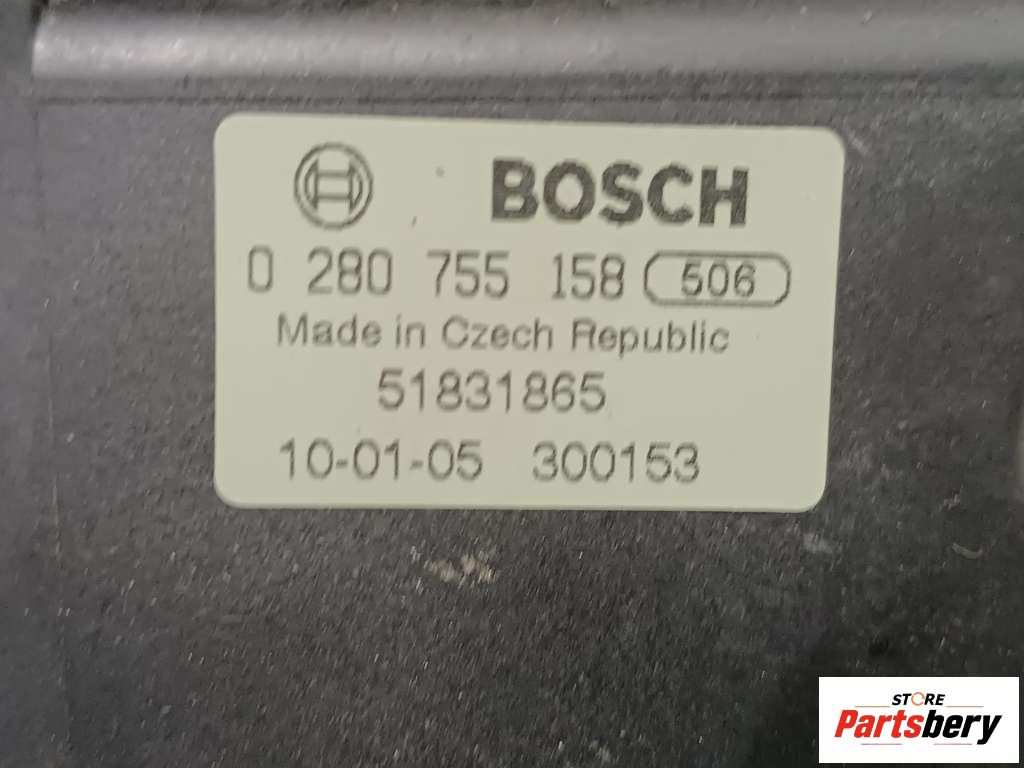 BOSCH
0 280 755 158 506
Made in Czech Republic
51831865
10-01-05 300153
STORE
Partsbery